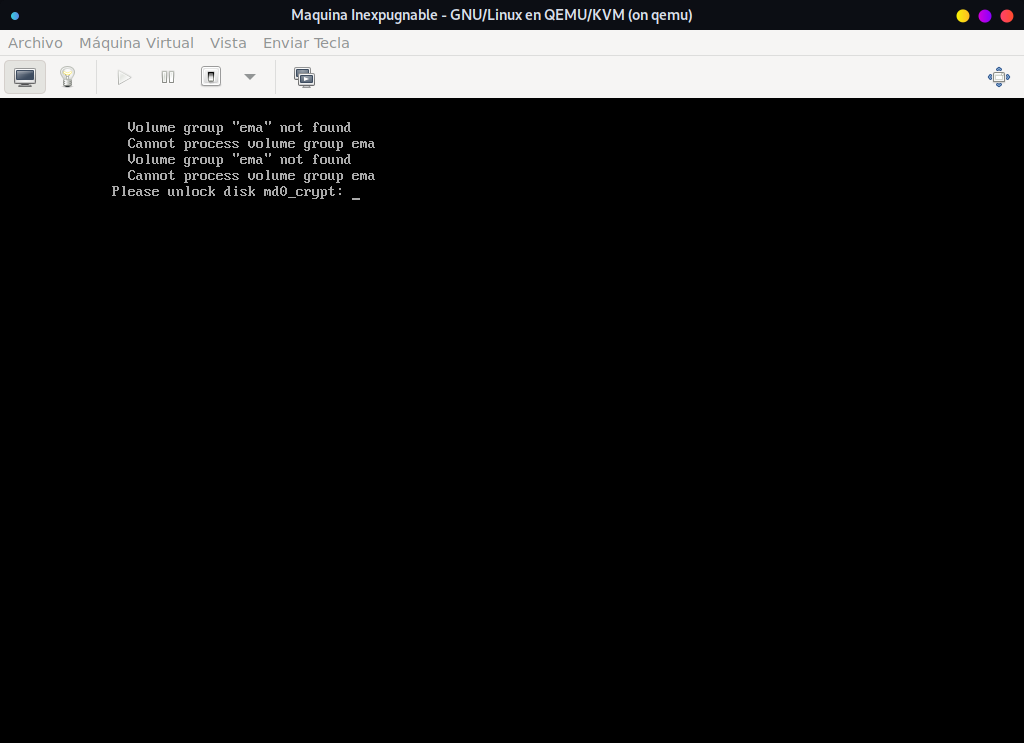 Maquina Inexpugnable - GNU/Linux en QEMU/KVM (on qemu)
Archivo Máquina Virtual Vista Enviar Tecla
Volume group "ema" not found
Cannot process volume group ema
Volume group "ema" not found
Cannot process volume group ema
Please unlock disk md0_crypt: _